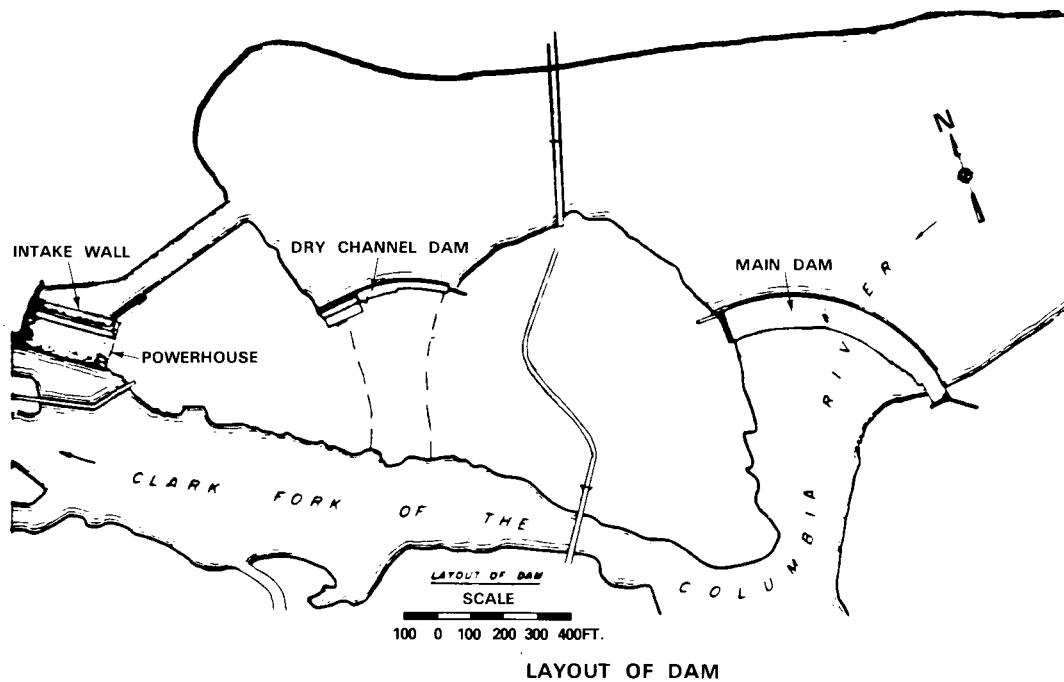 N
INTAKE WALL
DRY CHANNEL DAM
MAIN DAM
POWERHOUSE
CLARK FORK OF THE
COLUMBIA
RIVER
LAYOUT OF DAM
SCALE
100 0 100 200 300 400FT.
LAYOUT OF DAM